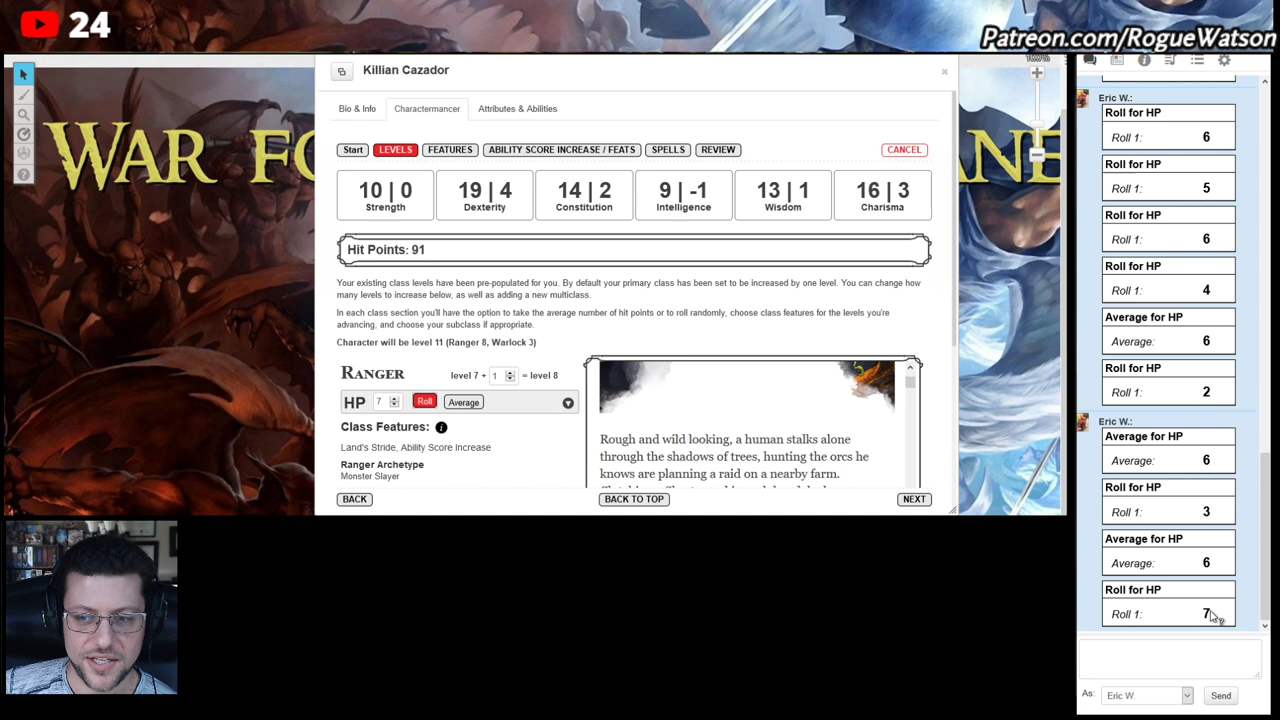 24
Patreon.com/RogueWatson
WAR FO
ANE
100%
Killian Cazador
Bio & Info
Charactermancer
Attributes & Abilities
Start
LEVELS
FEATURES
ABILITY SCORE INCREASE / FEATS
SPELLS
REVIEW
CANCEL
10 | 0
Strength
19 | 4
Dexterity
14 | 2
Constitution
9 | -1
Intelligence
13 | 1
Wisdom
16 | 3
Charisma
Hit Points: 91
Your existing class levels have been pre-populated for you. By default your primary class has been set to be increased by one level. You can change how
many levels to increase below, as well as adding a new multiclass.
In each class section you'll have the option to take the average number of hit points or to roll randomly, choose class features for the levels you're
advancing, and choose your subclass if appropriate.
Character will be level 11 (Ranger 8, Warlock 3)
RANGER
level 7 + 1 = level 8
HP 7 Roll Average
Class Features:
Land's Stride, Ability Score Increase
Ranger Archetype
Monster Slayer
Rough and wild looking, a human stalks alone
through the shadows of trees, hunting the orcs he
knows are planning a raid on a nearby farm.
BACK
BACK TO TOP
NEXT
Eric W.:
Roll for HP
Roll 1: 6
Roll for HP
Roll 1: 5
Roll for HP
Roll 1: 6
Roll for HP
Roll 1: 4
Average for HP
Average: 6
Roll for HP
Roll 1: 2
Eric W.:
Average for HP
Average: 6
Roll for HP
Roll 1: 3
Average for HP
Average: 6
Roll for HP
Roll 1: 7
As: Eric W.
Send